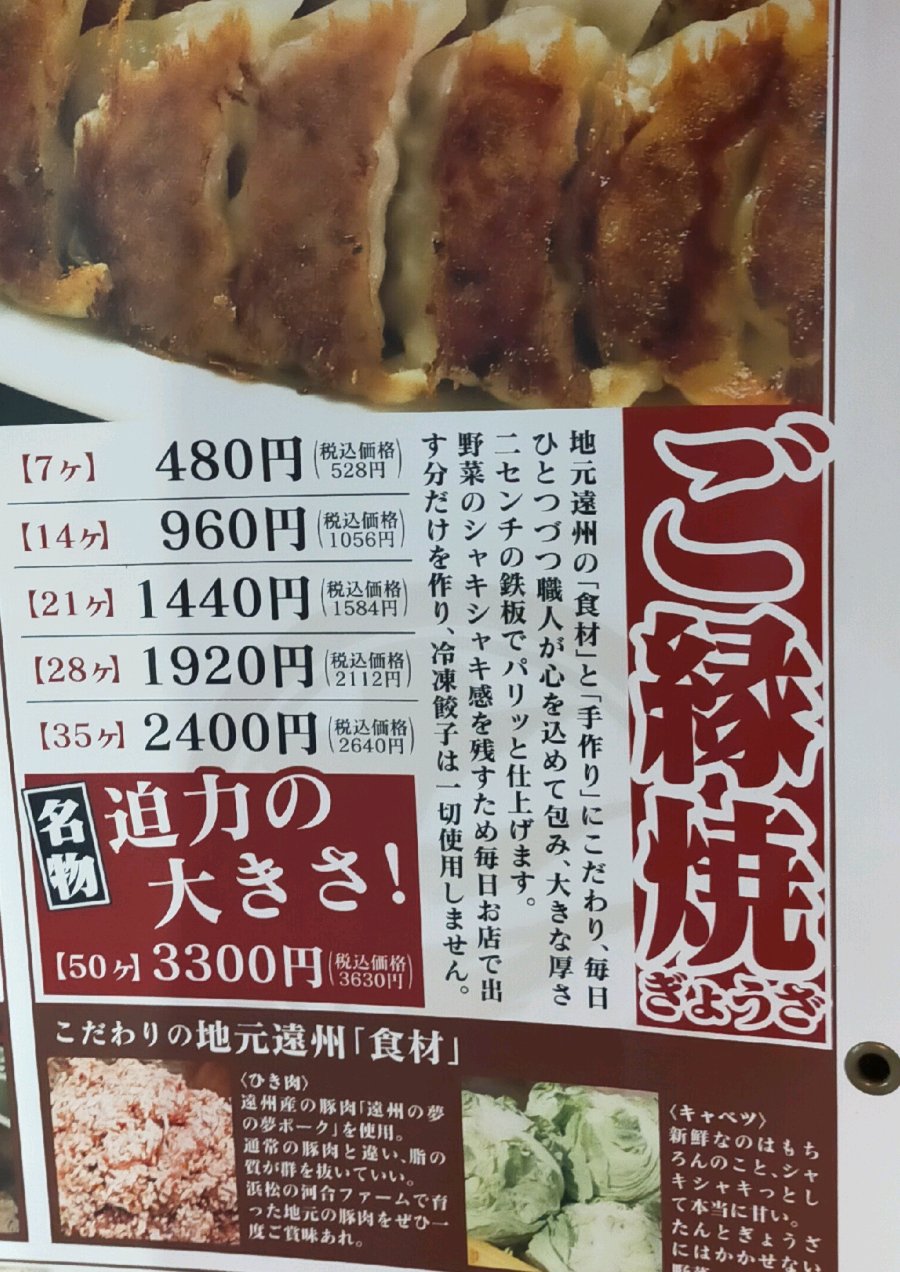 ご縁焼
ぎょうざ
地元遠州の「食材」と「手作り」にこだわり、毎日
ひとつづつ職人が心を込めて包み、大きな厚さ
二センチの鉄板でパリッと仕上げます。
野菜のシャキシャキ感を残すため毎日お店で出
す分だけを作り、冷凍餃子は一切使用しません。
【7ヶ】 480円(税込価格 528円)
【14ヶ】 960円(税込価格 1056円)
【21ヶ】 1440円(税込価格 1584円)
【28ヶ】 1920円(税込価格 2112円)
【35ヶ】 2400円(税込価格 2640円)
名物
迫力の
大きさ!
【50ヶ】 3300円(税込価格 3630円)
こだわりの地元遠州「食材」
〈ひき肉〉
遠州産の豚肉「遠州の夢
の夢ポーク」を使用。
通常の豚肉と違い、脂の
質が群を抜いていい。
浜松の河合ファームで育
った地元の豚肉をぜひ一
度ご賞味あれ。
〈キャベツ〉
新鮮なのはもち
ろんのこと、シャ
キシャキっとし
て本当に甘い。
たんとぎょうざ
にはかかせない
野菜